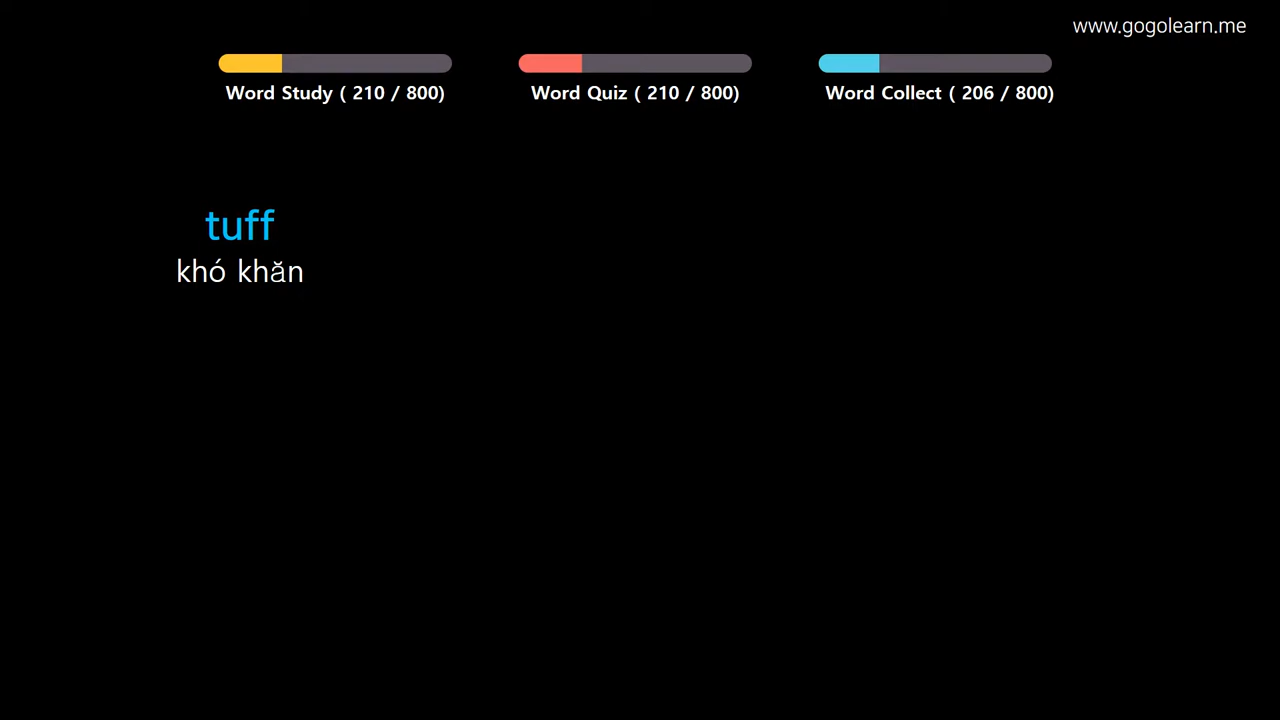 www.gogolearn.me
Word Study ( 210 / 800)
Word Quiz ( 210 / 800)
Word Collect ( 206 / 800)
tuff
khó khăn